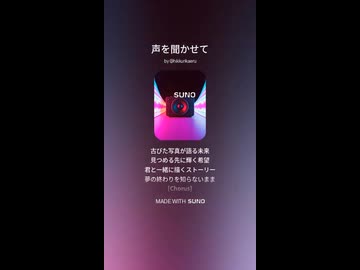 声を聞かせて
by @hikkurikaeru
SUNO
古びた写真が語る未来
見つめる先に輝く希望
君と一緒に描くストーリー
夢の終わりを知らないまま
[Chorus]
MADE WITH SUNO